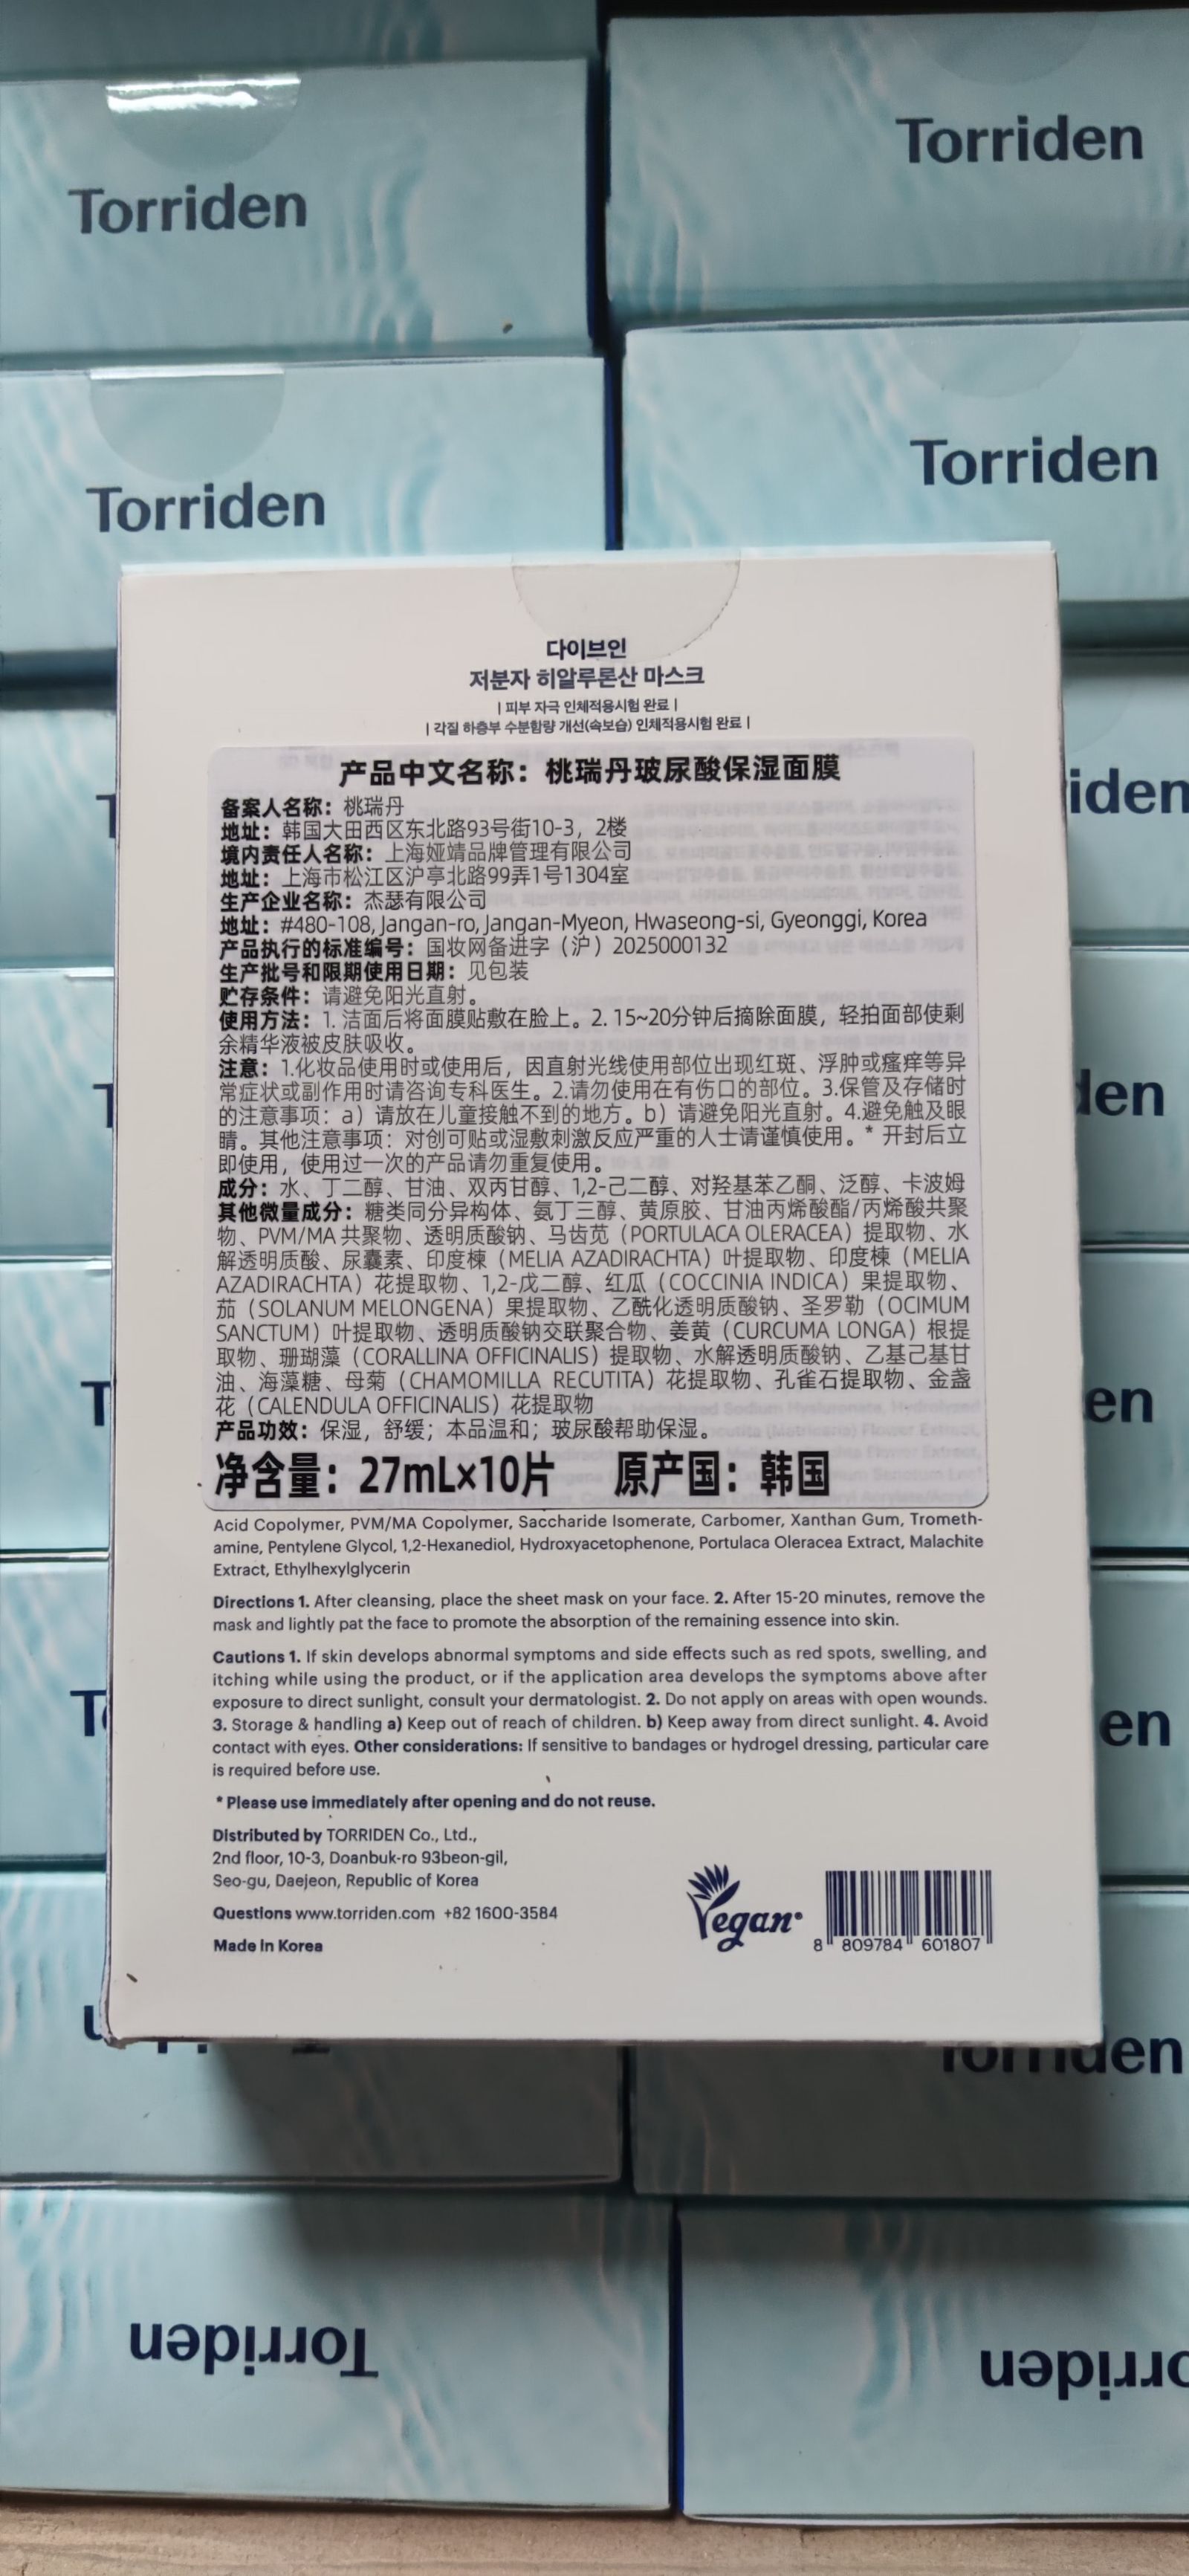 Torriden
Torriden
Torriden
Torriden
다이브인
저분자 히알루론산 마스크
| 피부 자극 인체적용시험 완료 |
| 각질 하층부 수분함량 개선(속보습) 인체적용시험 완료 |
产品中文名称：桃瑞丹玻尿酸保湿面膜
备案人名称：桃瑞丹
地址：韩国大田西区东北路93号街10-3，2楼
境内责任人名称：上海娅靖品牌管理有限公司
地址：上海市松江区沪亭北路99弄1号1304室
生产企业名称：杰瑟有限公司
地址：#480-108, Jangan-ro, Jangan-Myeon, Hwaseong-si, Gyeonggi, Korea
产品执行的标准编号：国妆网备进字（沪）2025000132
生产批号和限期使用日期：见包装
贮存条件：请避免阳光直射。
使用方法：1. 洁面后将面膜贴敷在脸上。2. 15~20分钟后摘除面膜，轻拍面部使剩
余精华液被皮肤吸收。
注意：1.化妆品使用时或使用后，因直射光线使用部位出现红斑、浮肿或瘙痒等异
常症状或副作用时请咨询专科医生。2.请勿使用在有伤口的部位。3.保管及存储时
的注意事项：a）请放在儿童接触不到的地方。b）请避免阳光直射。4.避免触及眼
睛。其他注意事项：对创可贴或湿敷刺激反应严重的人士请谨慎使用。* 开封后立
即使用，使用过一次的产品请勿重复使用。
成分：水、丁二醇、甘油、双丙甘醇、1,2-己二醇、对羟基苯乙酮、泛醇、卡波姆
其他微量成分：糖类同分异构体、氨丁三醇、黄原胶、甘油丙烯酸酯/丙烯酸共聚
物、PVM/MA 共聚物、透明质酸钠、马齿苋（PORTULACA OLERACEA）提取物、水
解透明质酸、尿囊素、印度楝（MELIA AZADIRACHTA）叶提取物、印度楝（MELIA
AZADIRACHTA）花提取物、1,2-戊二醇、红瓜（COCCINIA INDICA）果提取物、
茄（SOLANUM MELONGENA）果提取物、乙酰化透明质酸钠、圣罗勒（OCIMUM
SANCTUM）叶提取物、透明质酸钠交联聚合物、姜黄（CURCUMA LONGA）根提
取物、珊瑚藻（CORALLINA OFFICINALIS）提取物、水解透明质酸钠、乙基己基甘
油、海藻糖、母菊（CHAMOMILLA RECUTITA）花提取物、孔雀石提取物、金盏
花（CALENDULA OFFICINALIS）花提取物
产品功效：保湿，舒缓；本品温和；玻尿酸帮助保湿。
净含量：27mL×10片 原产国：韩国
Acid Copolymer, PVM/MA Copolymer, Saccharide Isomerate, Carbomer, Xanthan Gum, Trometh-
amine, Pentylene Glycol, 1,2-Hexanediol, Hydroxyacetophenone, Portulaca Oleracea Extract, Malachite
Extract, Ethylhexylglycerin
Directions 1. After cleansing, place the sheet mask on your face. 2. After 15-20 minutes, remove the
mask and lightly pat the face to promote the absorption of the remaining essence into skin.
Cautions 1. If skin develops abnormal symptoms and side effects such as red spots, swelling, and
itching while using the product, or if the application area develops the symptoms above after
exposure to direct sunlight, consult your dermatologist. 2. Do not apply on areas with open wounds.
3. Storage & handling a) Keep out of reach of children. b) Keep away from direct sunlight. 4. Avoid
contact with eyes. Other considerations: If sensitive to bandages or hydrogel dressing, particular care
is required before use.
* Please use immediately after opening and do not reuse.
Distributed by TORRIDEN Co., Ltd.,
2nd floor, 10-3, Doanbuk-ro 93beon-gil,
Seo-gu, Daejeon, Republic of Korea
Questions www.torriden.com +82 1600-3584
Made in Korea
Vegan
8 809784 601807
iden
den
en
en
Torriden
Torriden